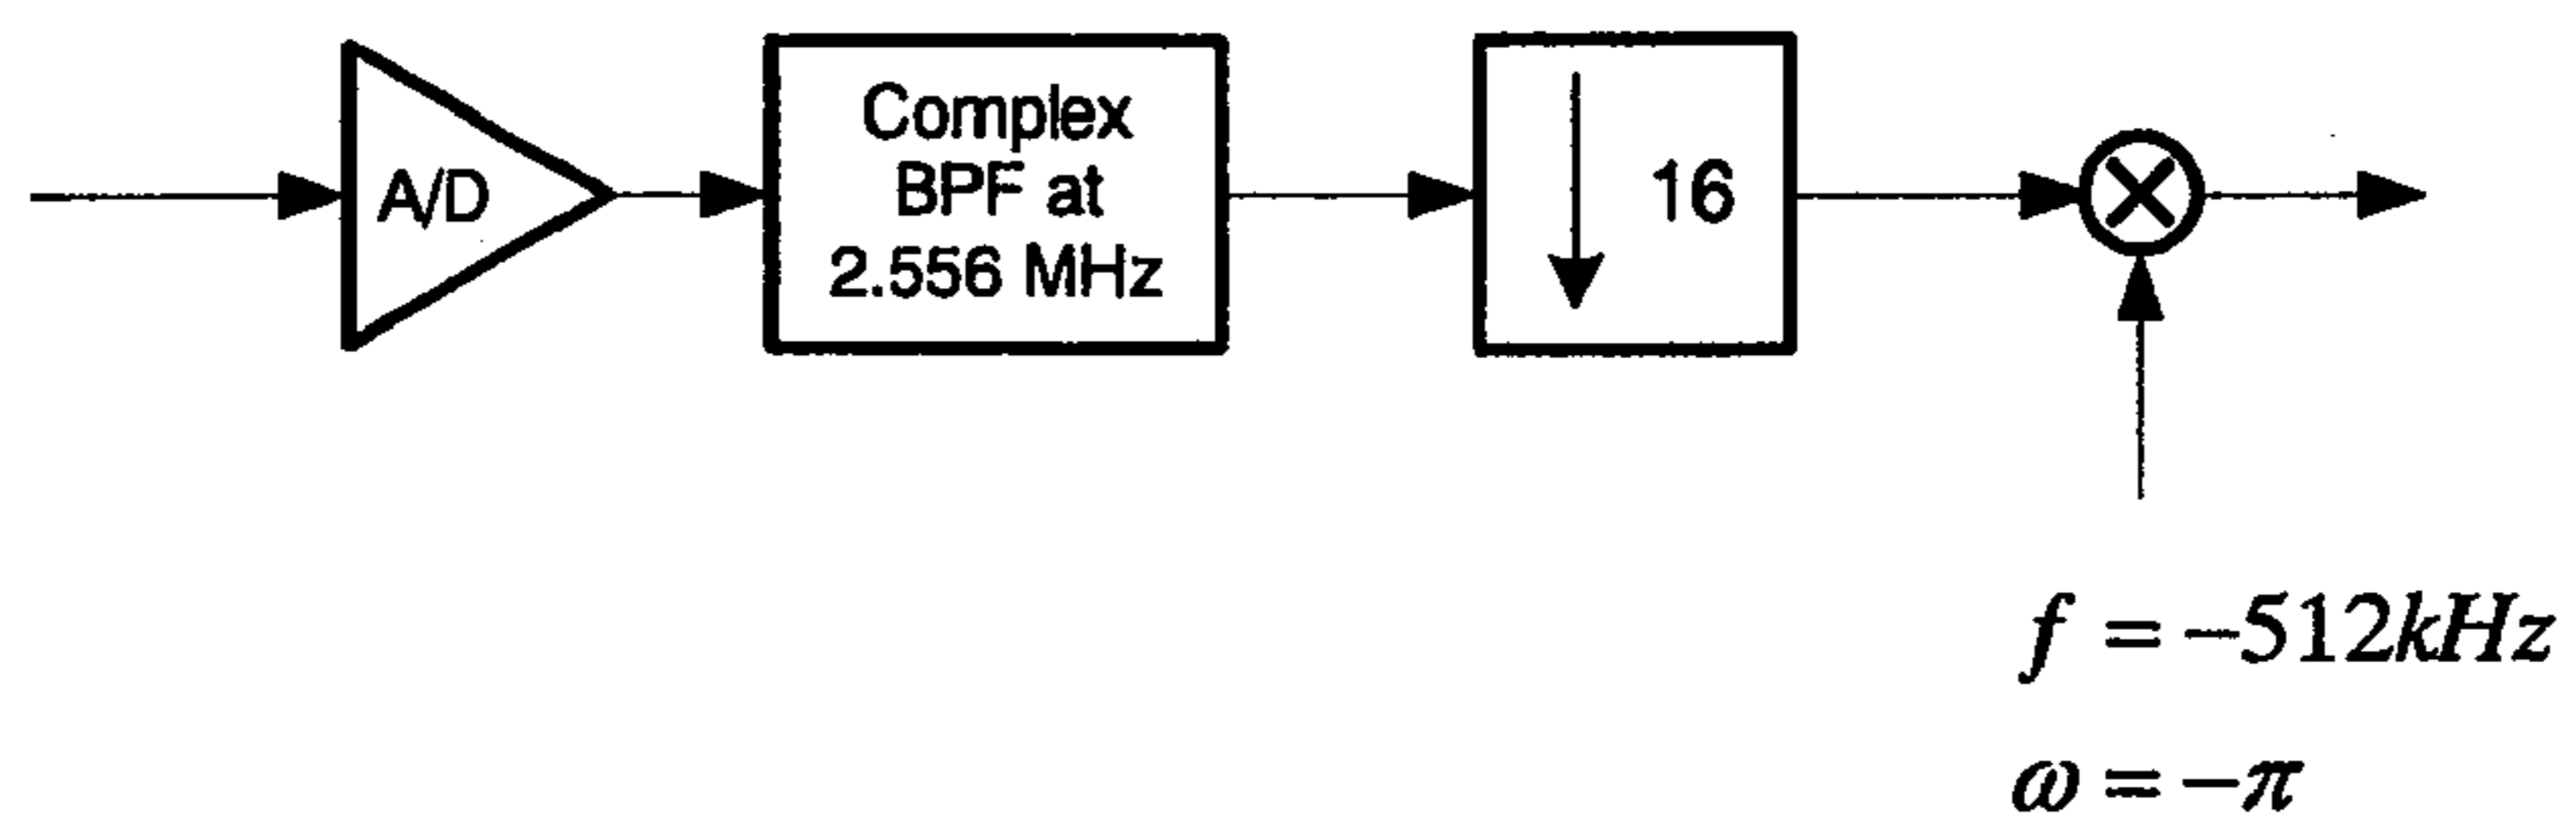 A/D
Complex
BPF at
2.556 MHz
16
f = -512kHz
ω = -π